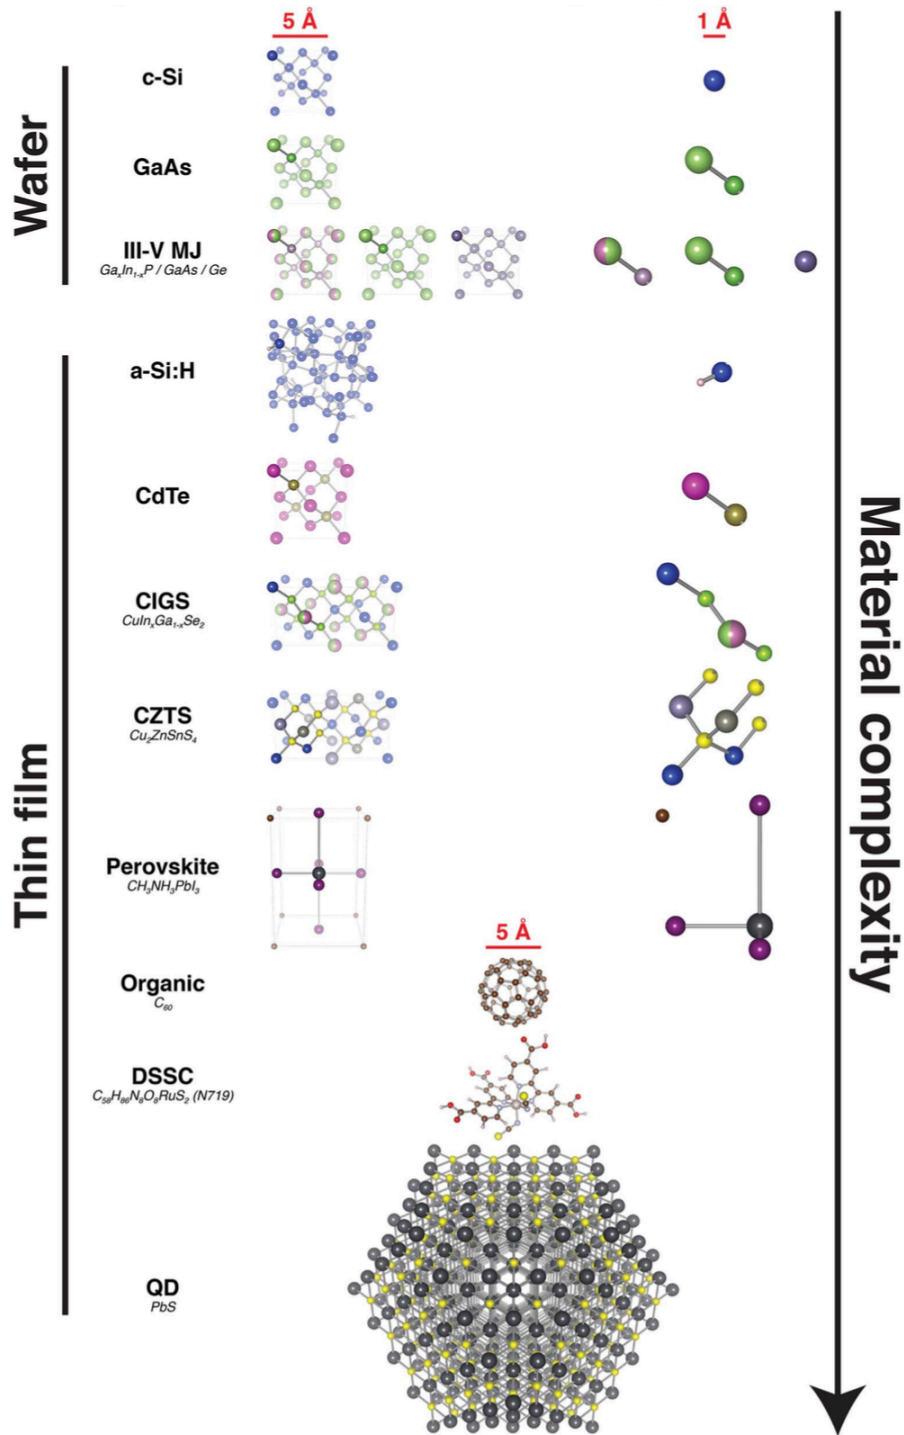 5 Å
1 Å
Wafer
c-Si
GaAs
III-V MJ
GaₓIn₁₋ₓP / GaAs / Ge
Thin film
a-Si:H
CdTe
CIGS
CuInₓGa₁₋ₓSe₂
CZTS
Cu₂ZnSnS₄
Perovskite
CH₃NH₃PbI₃
5 Å
Organic
C₆₀
DSSC
C₅₈H₈₆N₈O₈RuS₂ (N719)
QD
PbS
Material complexity